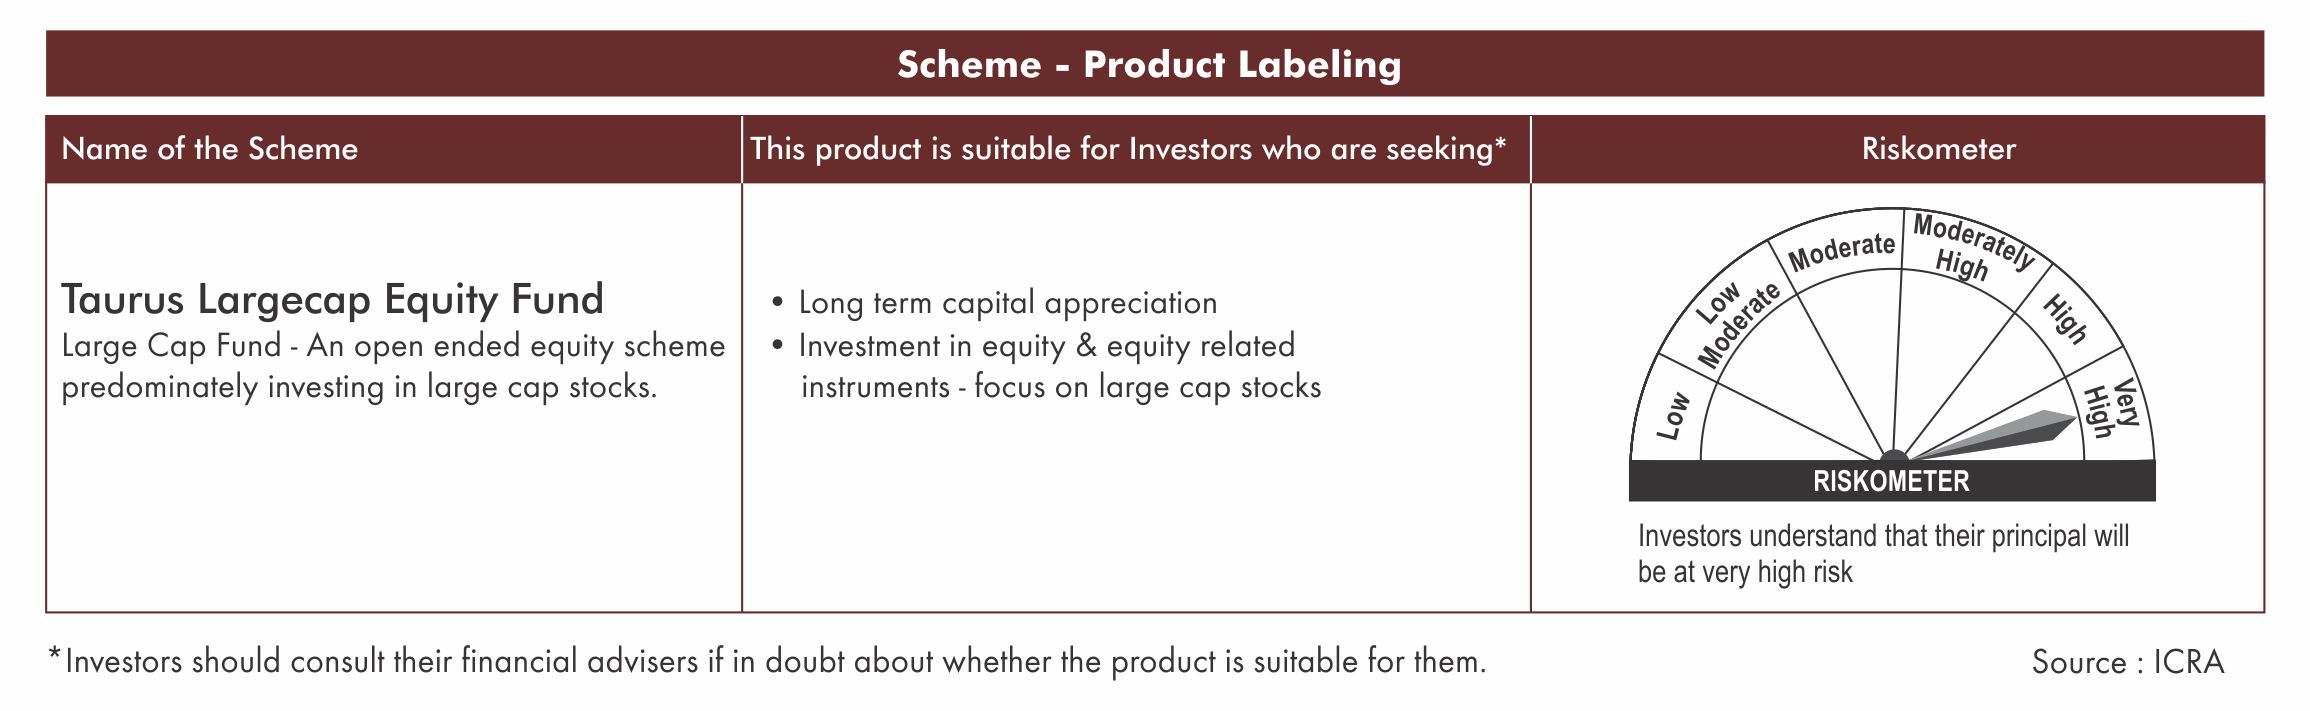 Scheme - Product Labeling
Name of the Scheme
This product is suitable for Investors who are seeking*
Riskometer
Taurus Largecap Equity Fund
Large Cap Fund - An open ended equity scheme
predominately investing in large cap stocks.
• Long term capital appreciation
• Investment in equity & equity related
instruments - focus on large cap stocks
Low
Low
Moderate
Moderate
Moderately
High
High
Very
High
RISKOMETER
Investors understand that their principal will
be at very high risk
*Investors should consult their financial advisers if in doubt about whether the product is suitable for them.
Source : ICRA